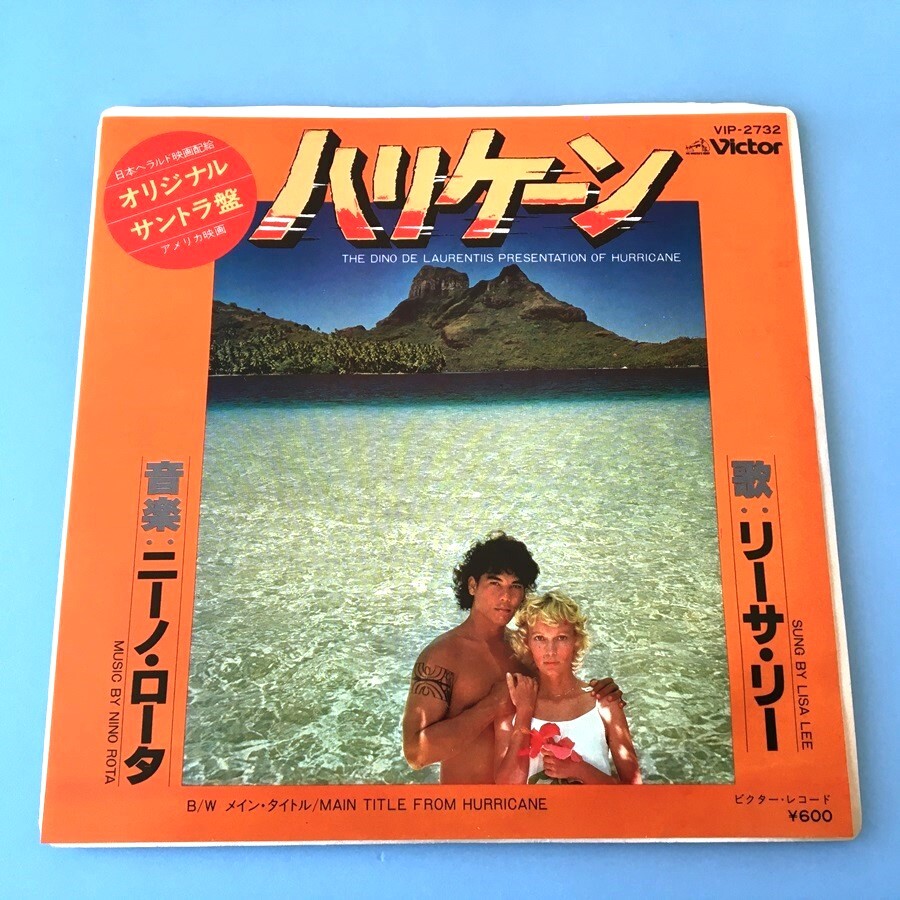 VIP-2732
Victor
日本ヘラルド映画配給
オリジナル
サントラ盤
アメリカ映画
ハリケーン
THE DINO DE LAURENTIIS PRESENTATION OF HURRICANE
音楽:ニーノ・ロータ
MUSIC BY NINO ROTA
歌:リーサ・リー
SUNG BY LISA LEE
B/W メイン・タイトル/MAIN TITLE FROM HURRICANE
ビクター・レコード
¥600